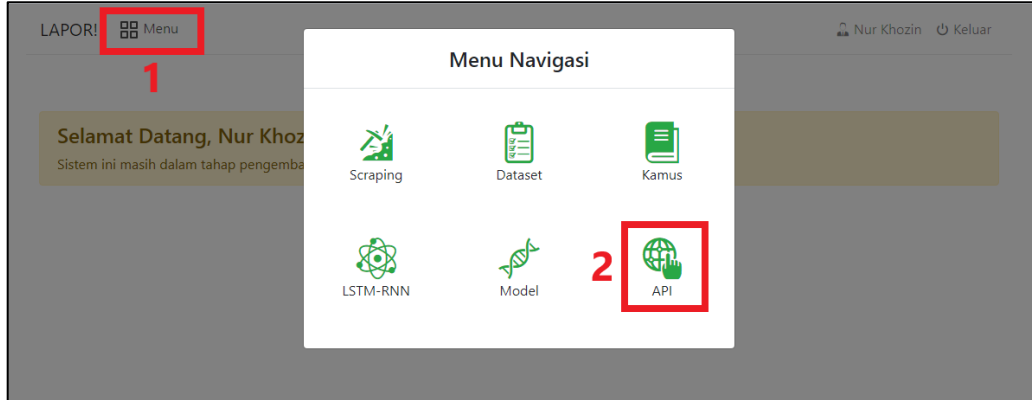 LAPOR! Menu Nur Khozin Keluar
1
Menu Navigasi
Selamat Datang, Nur Khoz
Sistem ini masih dalam tahap pengemba
Scraping Dataset Kamus
2
LSTM-RNN Model API